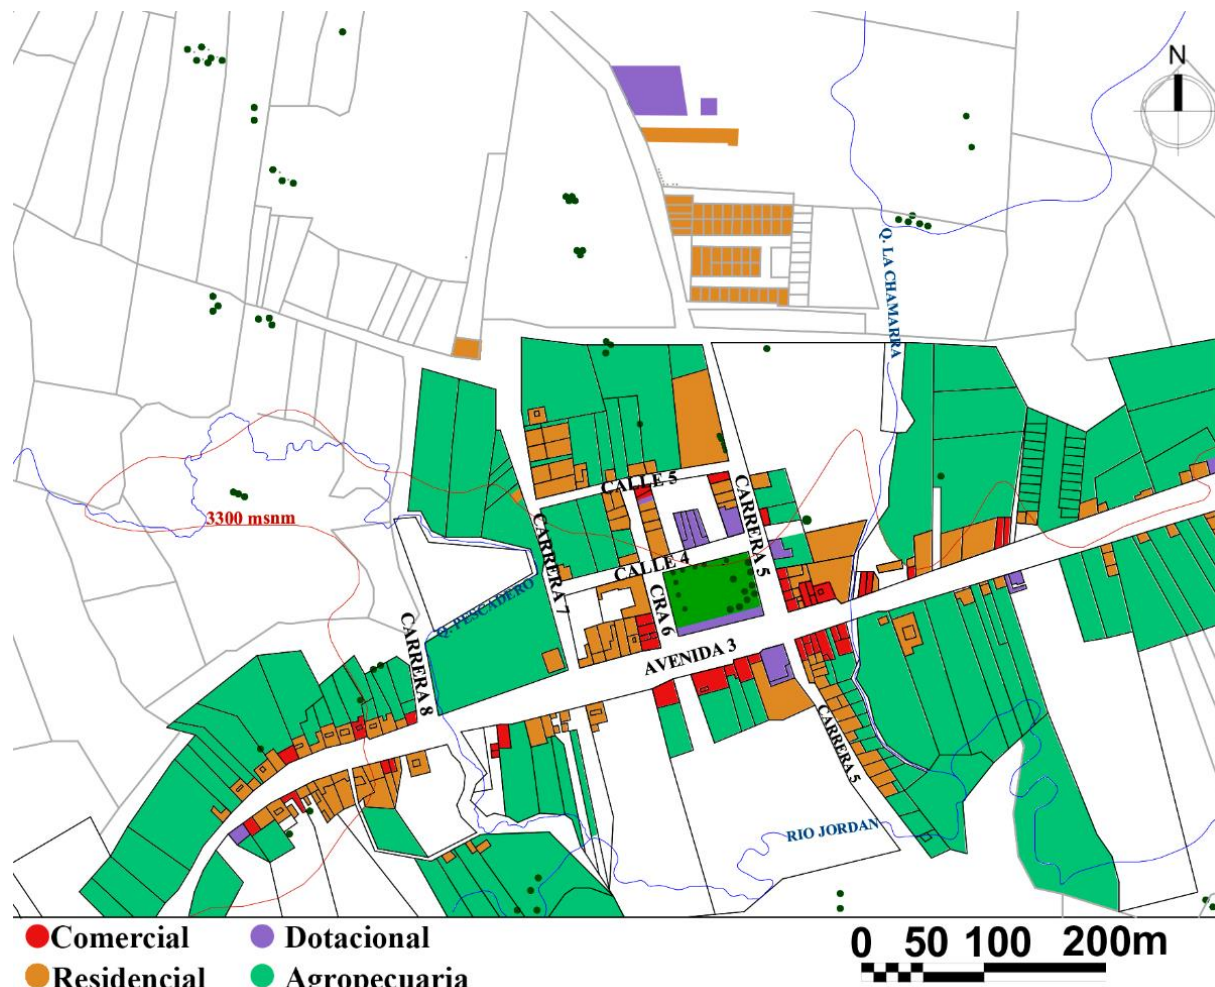 N
Q. LA CHAMARRA
CALLE 5
CARRERA 5
3300 msnm
CARRERA 7
CALLE 4
Q. PESCADERO
CRA 6
CARRERA 8
AVENIDA 3
CARRERA 5
RIO JORDAN
Comercial
Dotacional
0 50 100 200m
Residencial
Agropecuaria